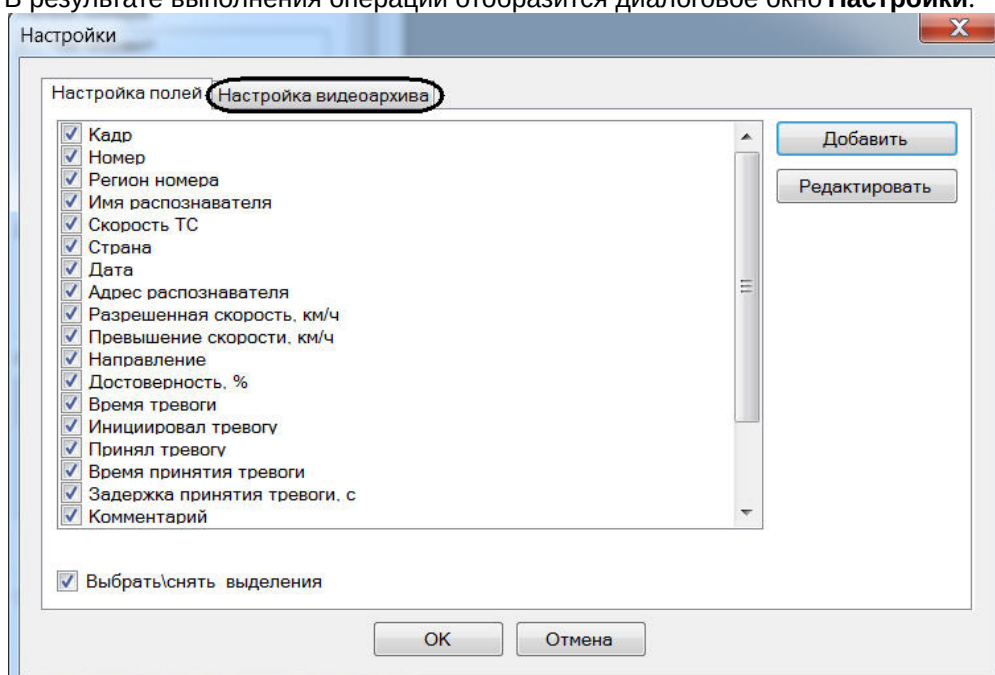 В результате выполнения операции отобразится диалоговое окно Настройки.
Настройки
Настройка полей Настройка видеоархива
Кадр
Номер
Регион номера
Имя распознавателя
Скорость ТС
Страна
Дата
Адрес распознавателя
Разрешенная скорость, км/ч
Превышение скорости, км/ч
Направление
Достоверность, %
Время тревоги
Инициировал тревогу
Принял тревогу
Время принятия тревоги
Задержка принятия тревоги, с
Комментарий
Добавить
Редактировать
Выбрать\снять выделения
OK Отмена